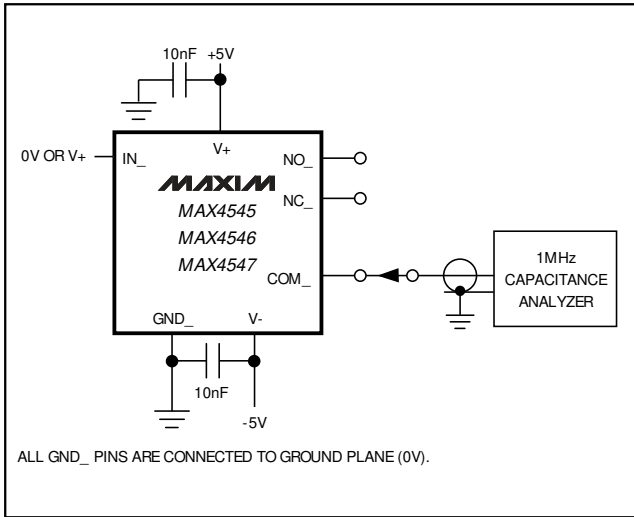 10nF +5V
0V OR V+
IN_
V+
NO_
MAXIM
NC_
MAX4545
MAX4546
MAX4547
COM_
1MHz
CAPACITANCE
ANALYZER
GND_
V-
10nF
-5V
ALL GND_ PINS ARE CONNECTED TO GROUND PLANE (0V).